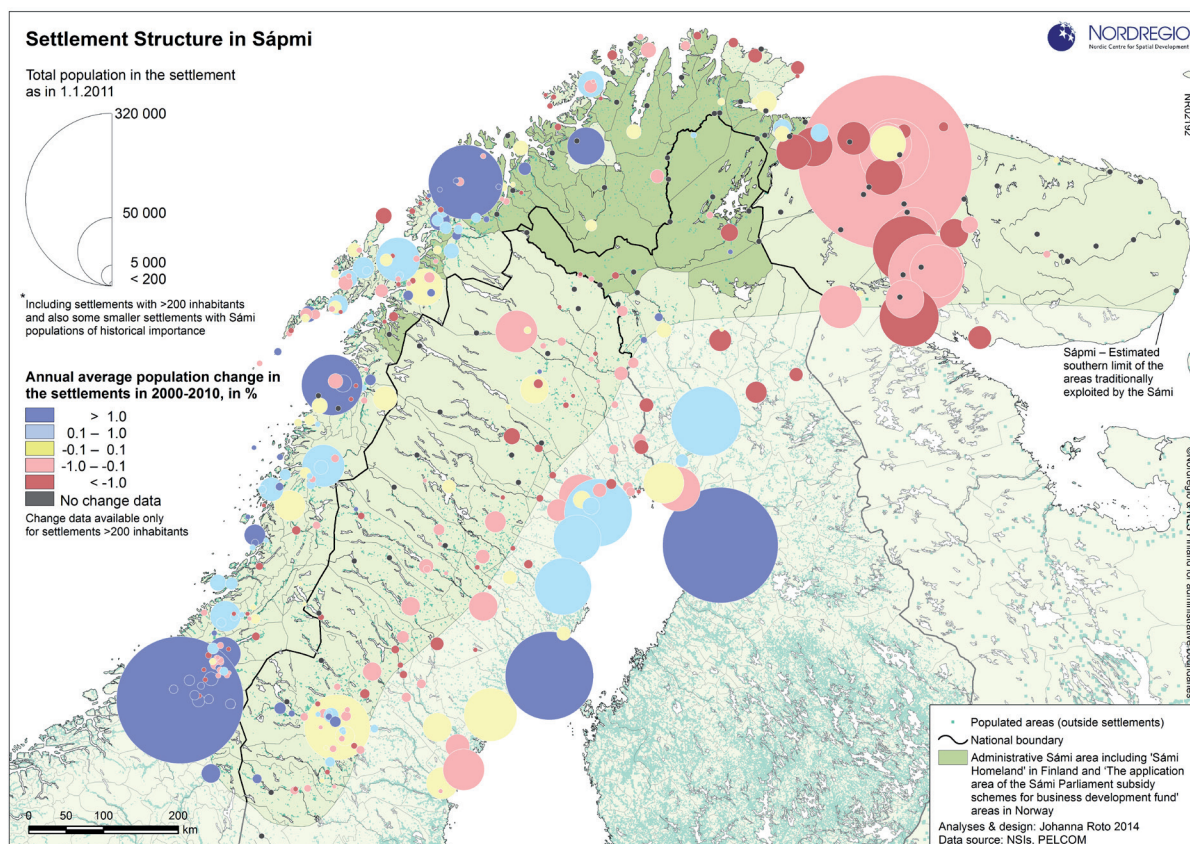 Settlement Structure in Sápmi
Total population in the settlement
as in 1.1.2011
320 000
50 000
5 000
< 200
*Including settlements with >200 inhabitants
and also some smaller settlements with Sámi
populations of historical importance
Annual average population change in
the settlements in 2000-2010, in %
> 1.0
0.1 – 1.0
-0.1 – 0.1
-1.0 – -0.1
< -1.0
No change data
Change data available only
for settlements >200 inhabitants
0 50 100 200
km
NORDREGIO
Nordic Centre for Spatial Development
NR02192
Sápmi – Estimated
southern limit of the
areas traditionally
exploited by the Sámi
for administrative boundaries
Populated areas (outside settlements)
National boundary
Administrative Sámi area including 'Sámi
Homeland' in Finland and 'The application
area of the Sámi Parliament subsidy
schemes for business development fund'
areas in Norway
Analyses & design: Johanna Roto 2014
Data source: NSIs, PELCOM